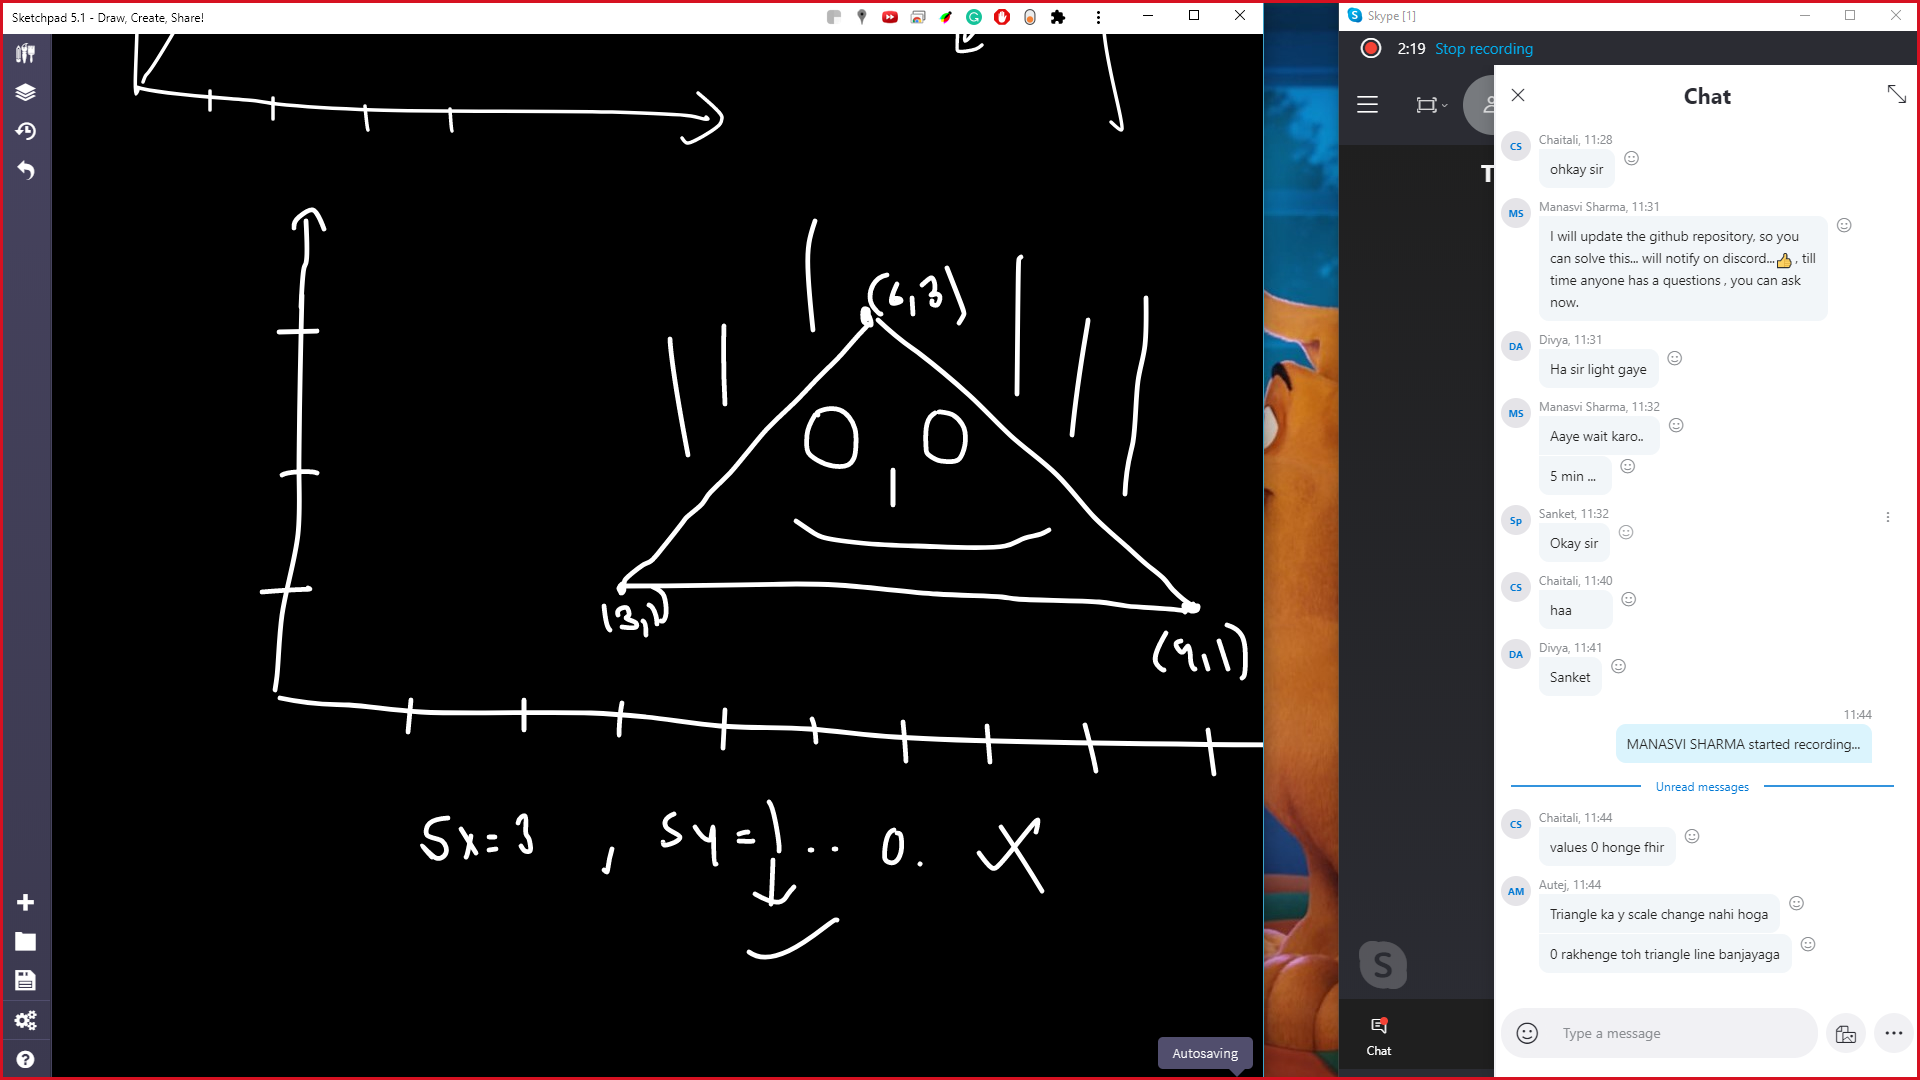 Sketchpad 5.1 - Draw, Create, Share!
(6,3)
(3,1)
(9,1)
Sx=3 , Sy=1.. 0.
Autosaving
Skype [1]
2:19 Stop recording
T
Chat
Chaitali, 11:28
CS
ohkay sir
Manasvi Sharma, 11:31
MS
I will update the github repository, so you
can solve this... will notify on discord...👍 , till
time anyone has a questions , you can ask
now.
Divya, 11:31
DA
Ha sir light gaye
Manasvi Sharma, 11:32
MS
Aaye wait karo..
5 min ...
Sanket, 11:32
Sp
Okay sir
Chaitali, 11:40
CS
haa
Divya, 11:41
DA
Sanket
11:44
MANASVI SHARMA started recording...
Unread messages
Chaitali, 11:44
CS
values 0 honge fhir
Autej, 11:44
AM
Triangle ka y scale change nahi hoga
0 rakhenge toh triangle line banjayaga
S
Type a message
Chat